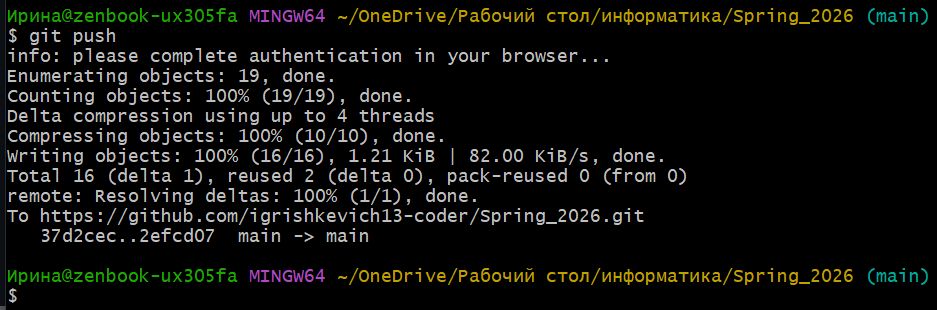 Ирина@zenbook-ux305fa MINGW64 ~/OneDrive/Рабочий стол/информатика/Spring_2026 (main)
$ git push
info: please complete authentication in your browser...
Enumerating objects: 19, done.
Counting objects: 100% (19/19), done.
Delta compression using up to 4 threads
Compressing objects: 100% (10/10), done.
Writing objects: 100% (16/16), 1.21 KiB | 82.00 KiB/s, done.
Total 16 (delta 1), reused 2 (delta 0), pack-reused 0 (from 0)
remote: Resolving deltas: 100% (1/1), done.
To https://github.com/igrishkevich13-coder/Spring_2026.git
   37d2cec..2efcd07  main -> main
Ирина@zenbook-ux305fa MINGW64 ~/OneDrive/Рабочий стол/информатика/Spring_2026 (main)
$